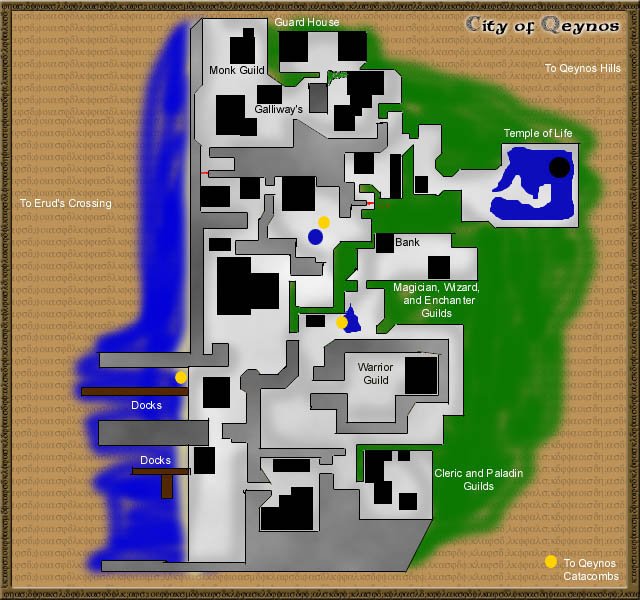 City of Qeynos
Guard House
Monk Guild
To Qeynos Hills
Galliway's
Temple of Life
To Erud's Crossing
Bank
Magician, Wizard,
and Enchanter
Guilds
Warrior
Guild
Docks
Docks
Cleric and Paladin
Guilds
To Qeynos
Catacombs